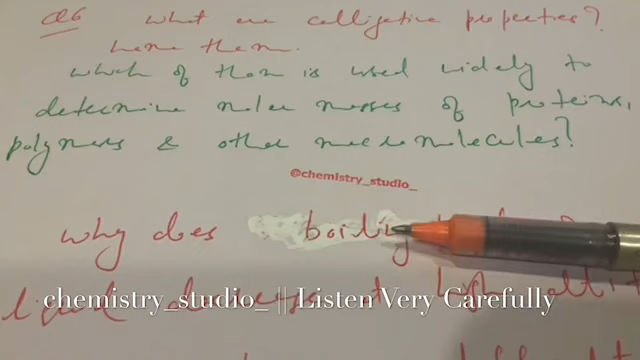 Q6 What are colligative properties?
Name them.
which of them is used widely to
determine molar masses of proteins,
polymers & other macromolecules?
@chemistry_studio_
why does boiling
chemistry_studio_ || Listen Very Carefully
liquid